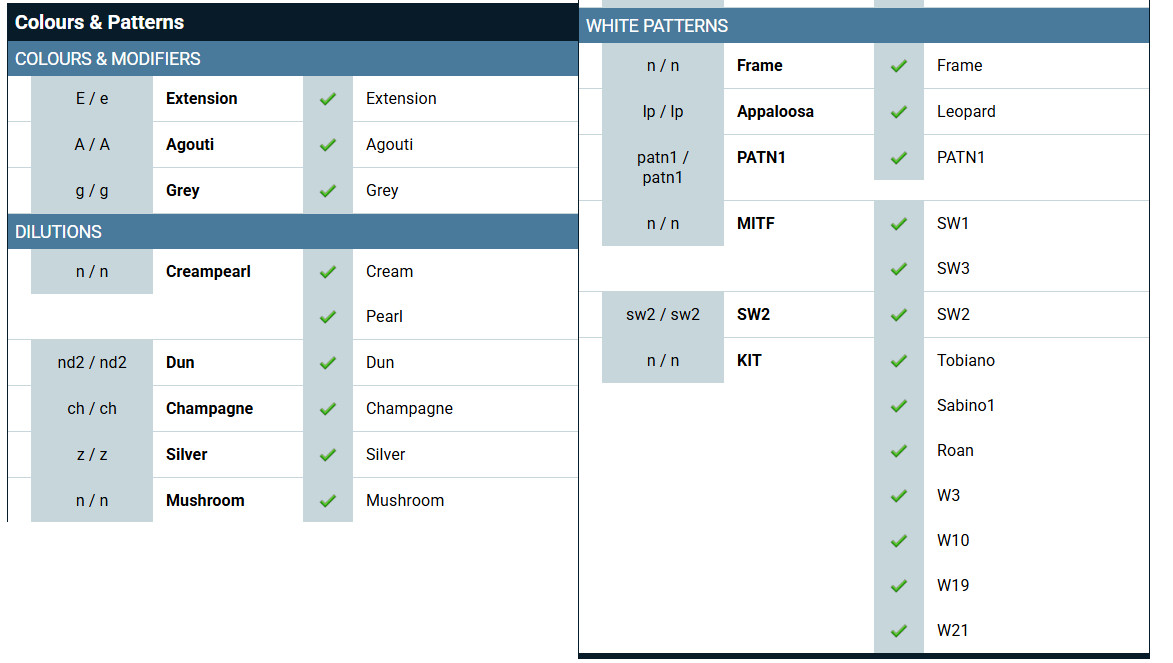 Colours & Patterns
COLOURS & MODIFIERS
E / e Extension Extension
A / A Agouti Agouti
g / g Grey Grey
DILUTIONS
n / n Creampearl Cream
Pearl
nd2 / nd2 Dun Dun
ch / ch Champagne Champagne
z / z Silver Silver
n / n Mushroom Mushroom
WHITE PATTERNS
n / n Frame Frame
lp / lp Appaloosa Leopard
patn1 / PATN1 PATN1
patn1
n / n MITF SW1
SW3
sw2 / sw2 SW2 SW2
n / n KIT Tobiano
Sabino1
Roan
W3
W10
W19
W21